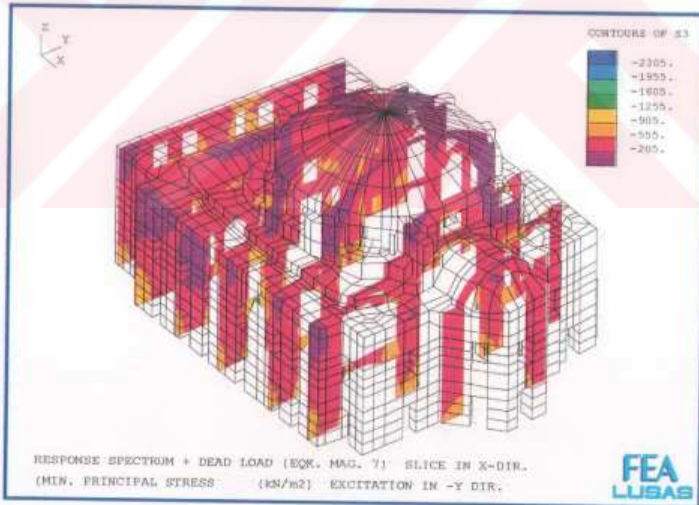 Z
Y
X
CONTOURS OF S3
-2305.
-1955.
-1605.
-1255.
-905.
-555.
-205.
RESPONSE SPECTRUM + DEAD LOAD (EQK. MAG. 7) SLICE IN X-DIR.
(MIN. PRINCIPAL STRESS (kN/m2) EXCITATION IN -Y DIR.
FEA
LUSAS